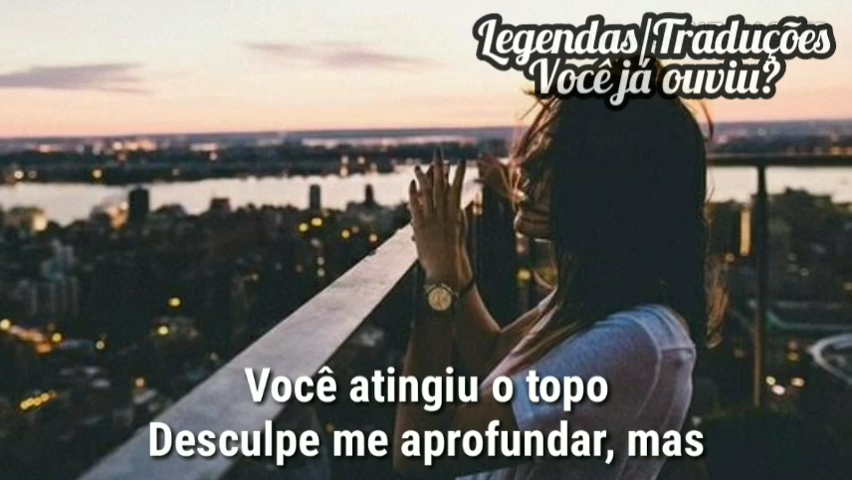 Legendas/Traduções
Você já ouviu?
Você atingiu o topo
Desculpe me aprofundar, mas